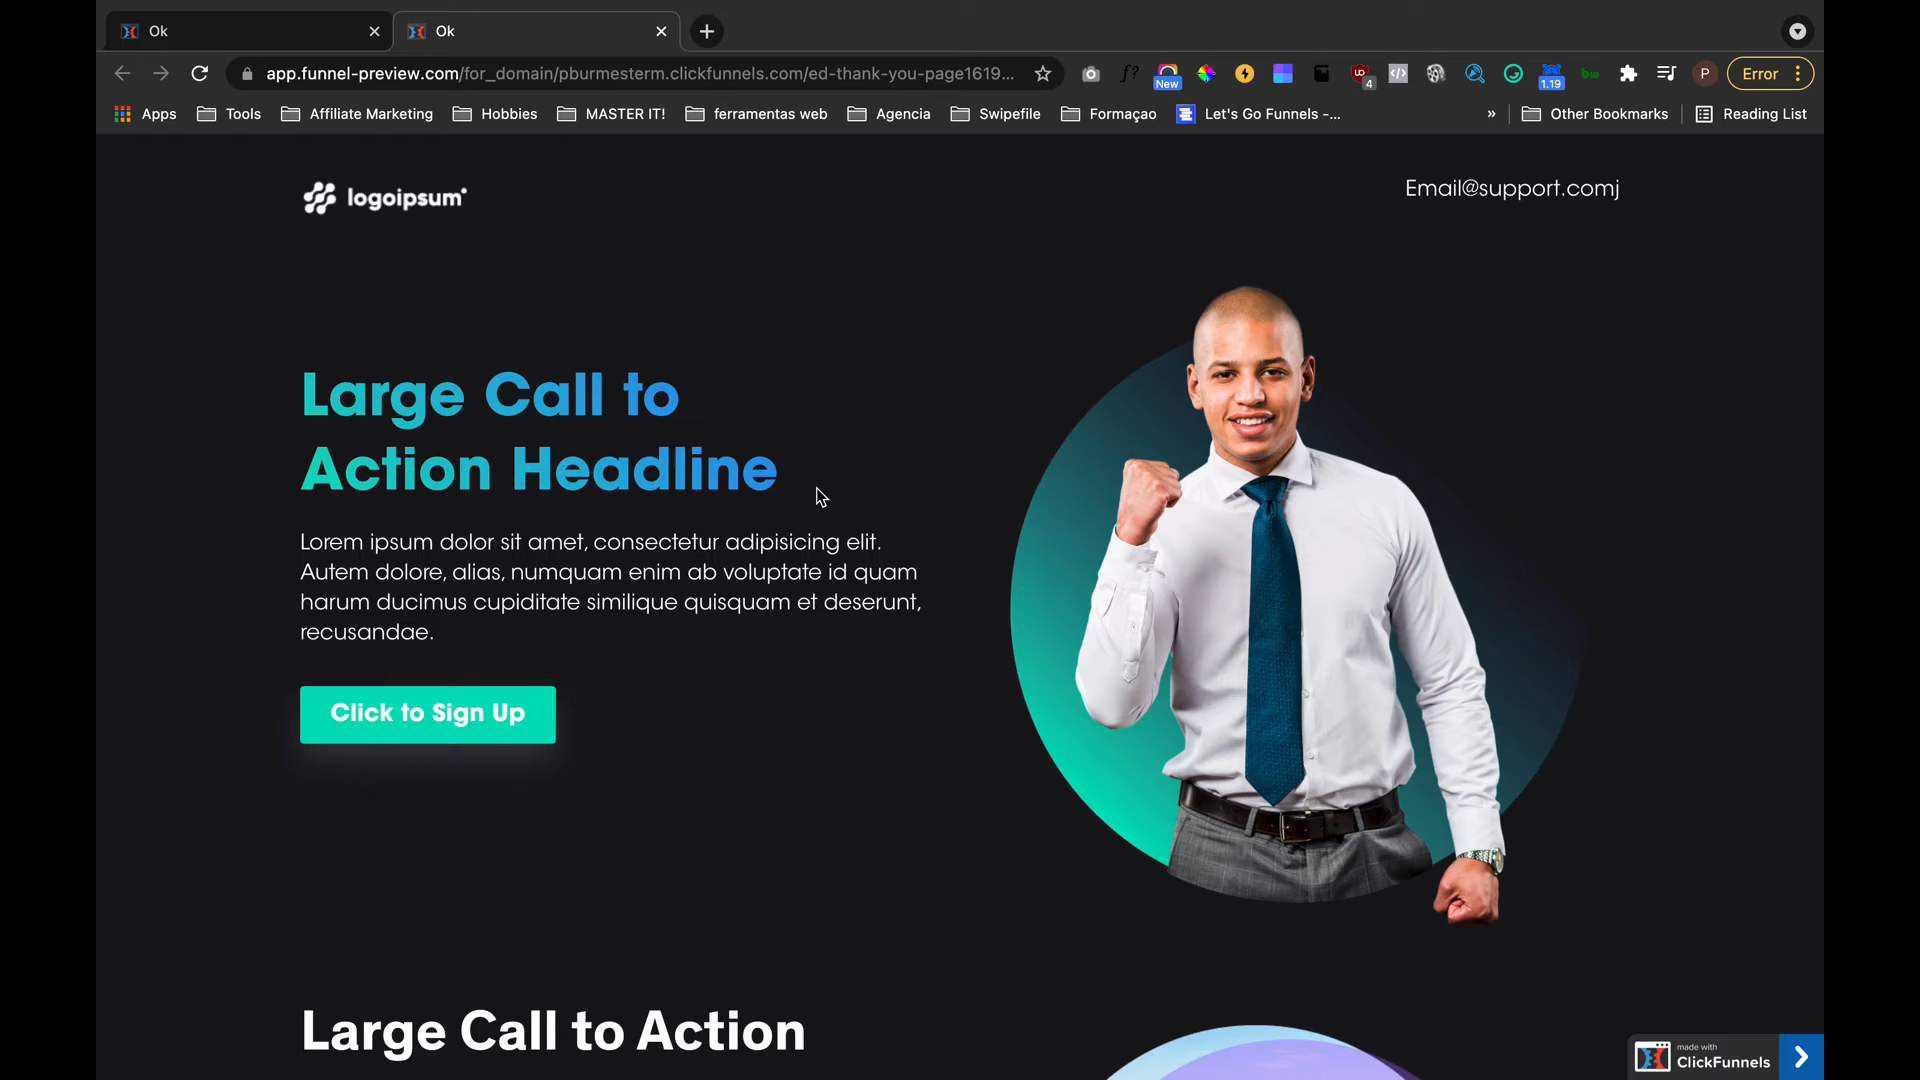 Ok
Ok
app.funnel-preview.com/for_domain/pburmesterm.clickfunnels.com/ed-thank-you-page1619...
f?
New
4
1.19
bw
P
Error
Apps
Tools
Affiliate Marketing
Hobbies
MASTER IT!
ferramentas web
Agencia
Swipefile
Formaçao
Let's Go Funnels -...
»
Other Bookmarks
Reading List
logoipsum
Email@support.comj
Large Call to
Action Headline
Lorem ipsum dolor sit amet, consectetur adipisicing elit.
Autem dolore, alias, numquam enim ab voluptate id quam
harum ducimus cupiditate similique quisquam et deserunt,
recusandae.
Click to Sign Up
Large Call to Action
made with
ClickFunnels